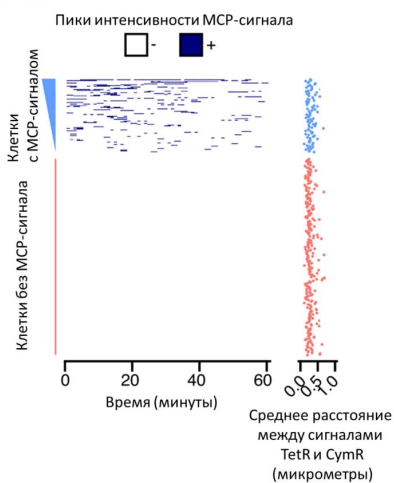 Пики интенсивности MCP-сигнала
- +
Клетки
с MCP-сигналом
Клетки без MCP-сигнала
0 20 40 60
Время (минуты)
0.0 0.5 1.0
Среднее расстояние
между сигналами
TetR и CymR
(микрометры)